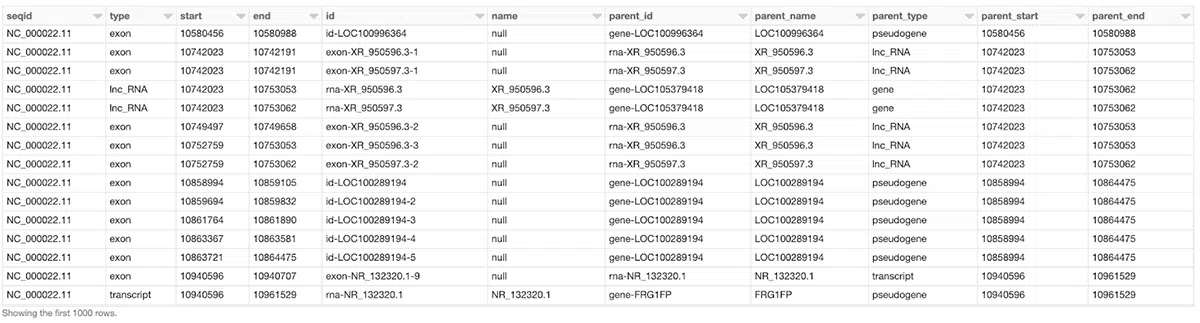 seqid type start end id name parent_id parent_name parent_type parent_start parent_end
NC_000022.11 exon 10580456 10580988 id-LOC100996364 null gene-LOC100996364 LOC100996364 pseudogene 10580456 10580988
NC_000022.11 exon 10742023 10742191 exon-XR_950596.3-1 null rna-XR_950596.3 XR_950596.3 lnc_RNA 10742023 10753053
NC_000022.11 exon 10742023 10742191 exon-XR_950597.3-1 null rna-XR_950597.3 XR_950597.3 lnc_RNA 10742023 10753062
NC_000022.11 lnc_RNA 10742023 10753053 rna-XR_950596.3 XR_950596.3 gene-LOC105379418 LOC105379418 gene 10742023 10753062
NC_000022.11 lnc_RNA 10742023 10753062 rna-XR_950597.3 XR_950597.3 gene-LOC105379418 LOC105379418 gene 10742023 10753062
NC_000022.11 exon 10749497 10749658 exon-XR_950596.3-2 null rna-XR_950596.3 XR_950596.3 lnc_RNA 10742023 10753053
NC_000022.11 exon 10752759 10753053 exon-XR_950596.3-3 null rna-XR_950596.3 XR_950596.3 lnc_RNA 10742023 10753053
NC_000022.11 exon 10752759 10753062 exon-XR_950597.3-2 null rna-XR_950597.3 XR_950597.3 lnc_RNA 10742023 10753062
NC_000022.11 exon 10858994 10859105 id-LOC100289194 null gene-LOC100289194 LOC100289194 pseudogene 10858994 10864475
NC_000022.11 exon 10859694 10859832 id-LOC100289194-2 null gene-LOC100289194 LOC100289194 pseudogene 10858994 10864475
NC_000022.11 exon 10861764 10861890 id-LOC100289194-3 null gene-LOC100289194 LOC100289194 pseudogene 10858994 10864475
NC_000022.11 exon 10863367 10863581 id-LOC100289194-4 null gene-LOC100289194 LOC100289194 pseudogene 10858994 10864475
NC_000022.11 exon 10863721 10864475 id-LOC100289194-5 null gene-LOC100289194 LOC100289194 pseudogene 10858994 10864475
NC_000022.11 exon 10940596 10940707 exon-NR_132320.1-9 null rna-NR_132320.1 NR_132320.1 transcript 10940596 10961529
NC_000022.11 transcript 10940596 10961529 rna-NR_132320.1 NR_132320.1 gene-FRG1FP FRG1FP pseudogene 10940596 10961529
Showing the first 1000 rows.